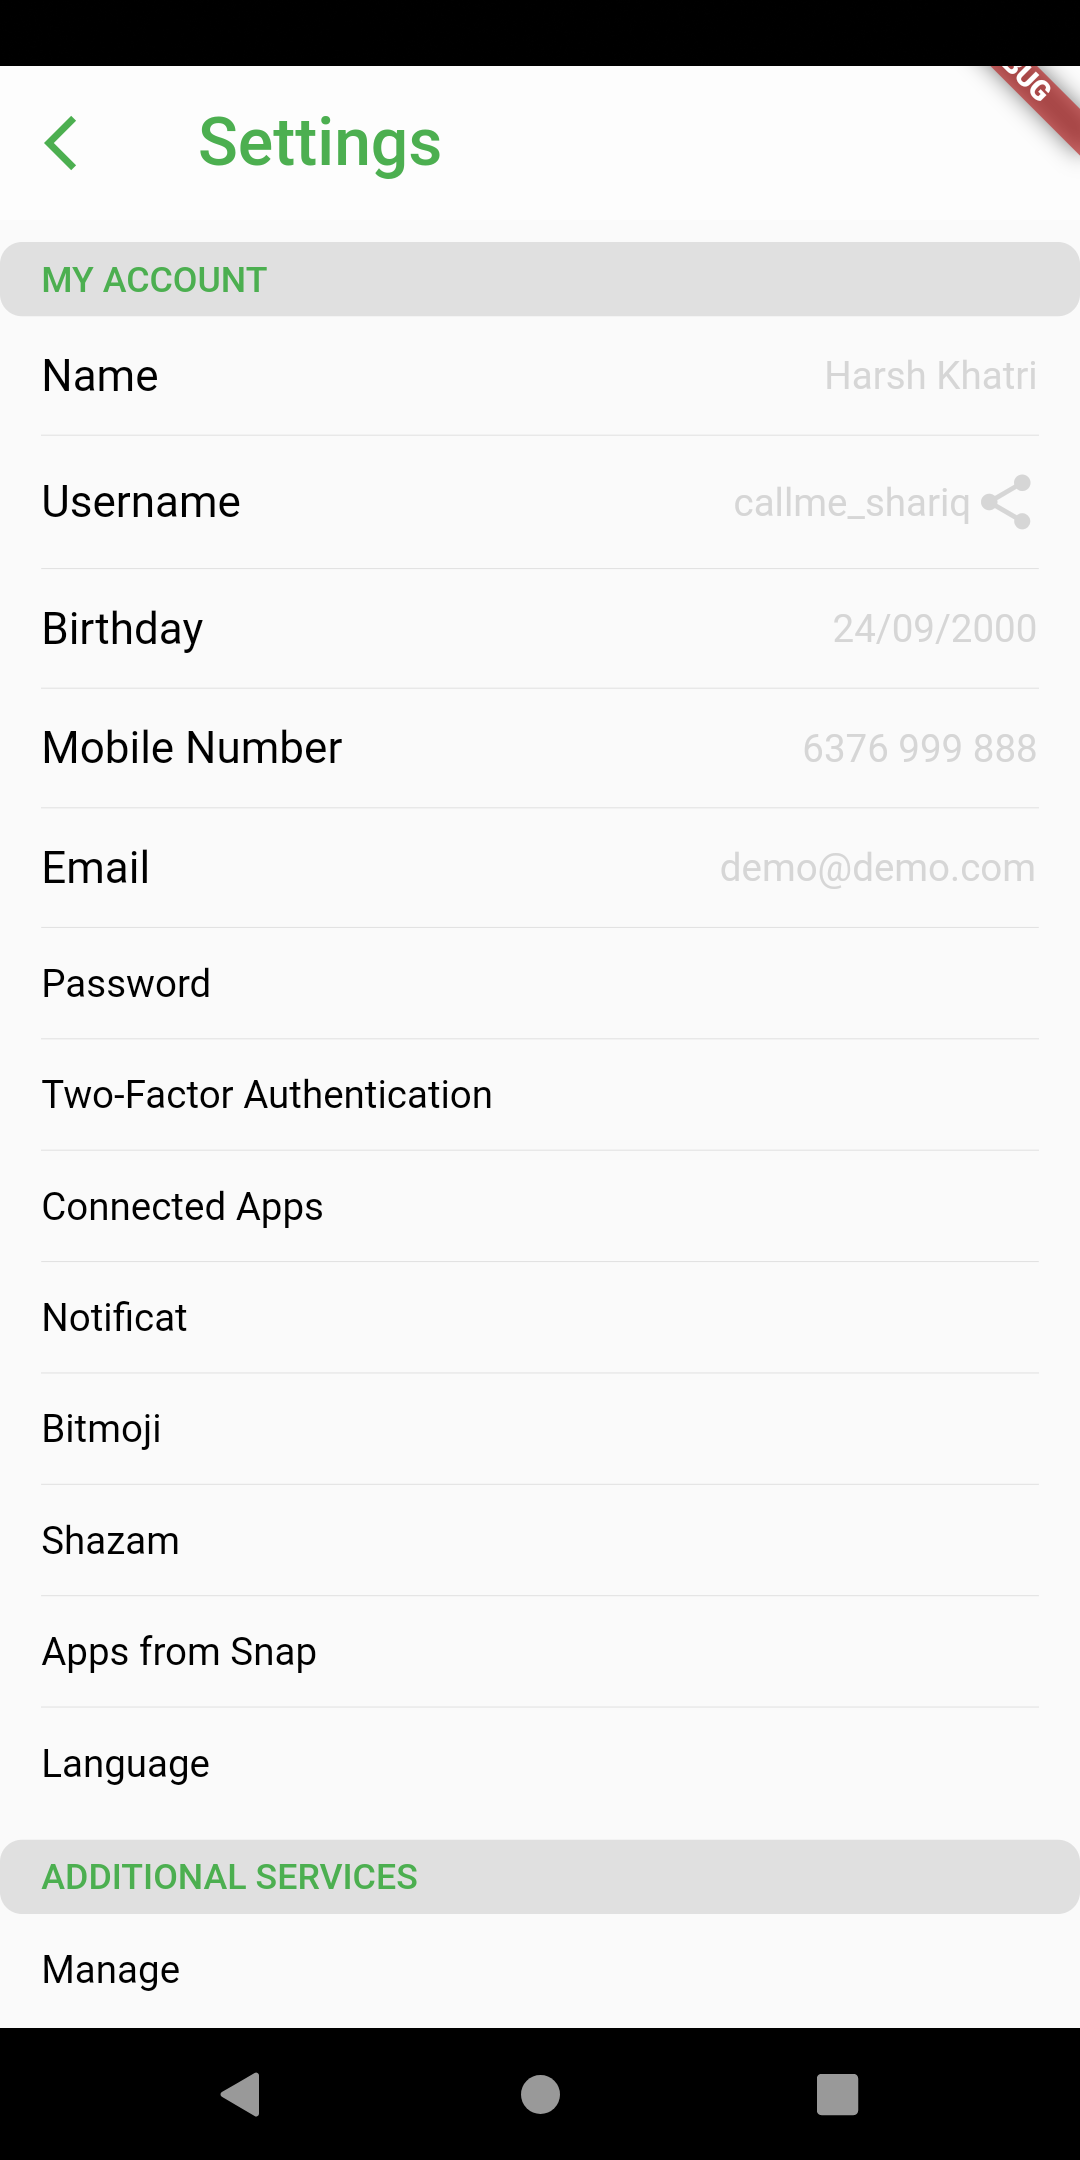 Settings
MY ACCOUNT
Name Harsh Khatri
Username callme_shariq
Birthday 24/09/2000
Mobile Number 6376 999 888
Email demo@demo.com
Password
Two-Factor Authentication
Connected Apps
Notificat
Bitmoji
Shazam
Apps from Snap
Language
ADDITIONAL SERVICES
Manage